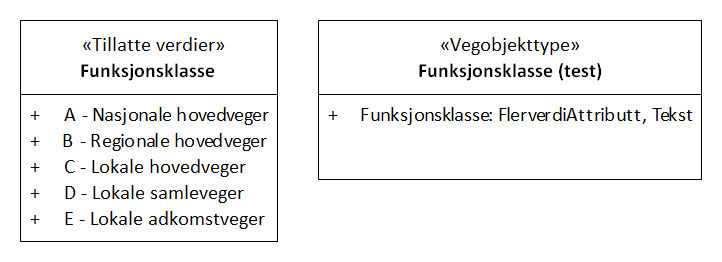 «Tillatte verdier»
Funksjonsklasse
+ A - Nasjonale hovedveger
+ B - Regionale hovedveger
+ C - Lokale hovedveger
+ D - Lokale samleveger
+ E - Lokale adkomstveger
«Vegobjekttype»
Funksjonsklasse (test)
+ Funksjonsklasse: FlerverdiAttributt, Tekst